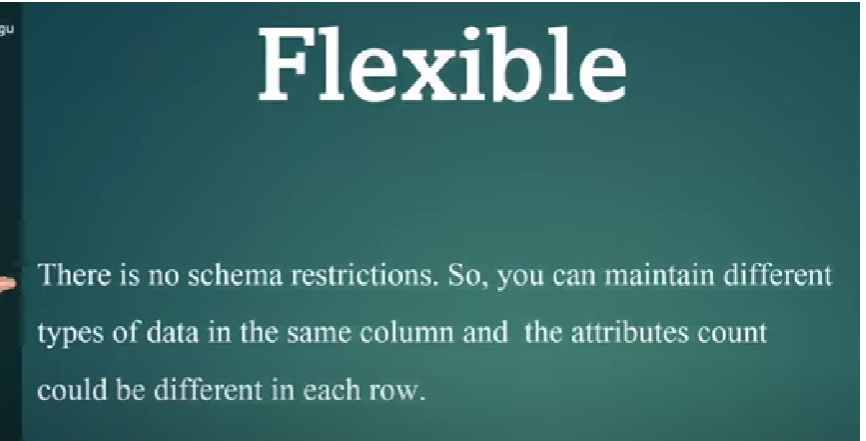 gu
Flexible
There is no schema restrictions. So, you can maintain different
types of data in the same column and the attributes count
could be different in each row.